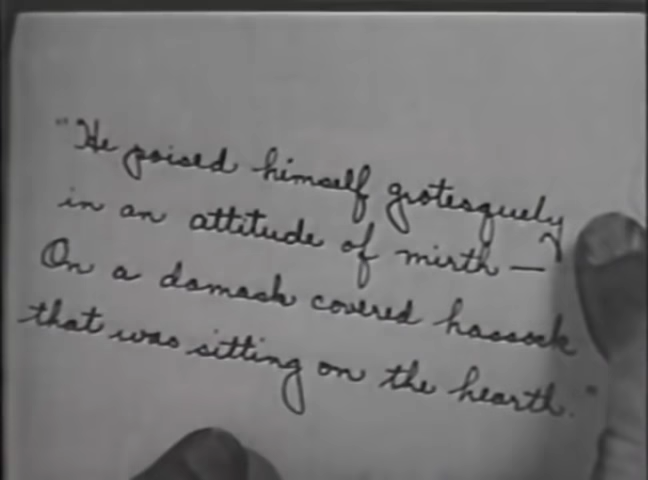 "He poised himself grotesquely
in an attitude of mirth —
On a damask covered hassock
that was sitting on the hearth."